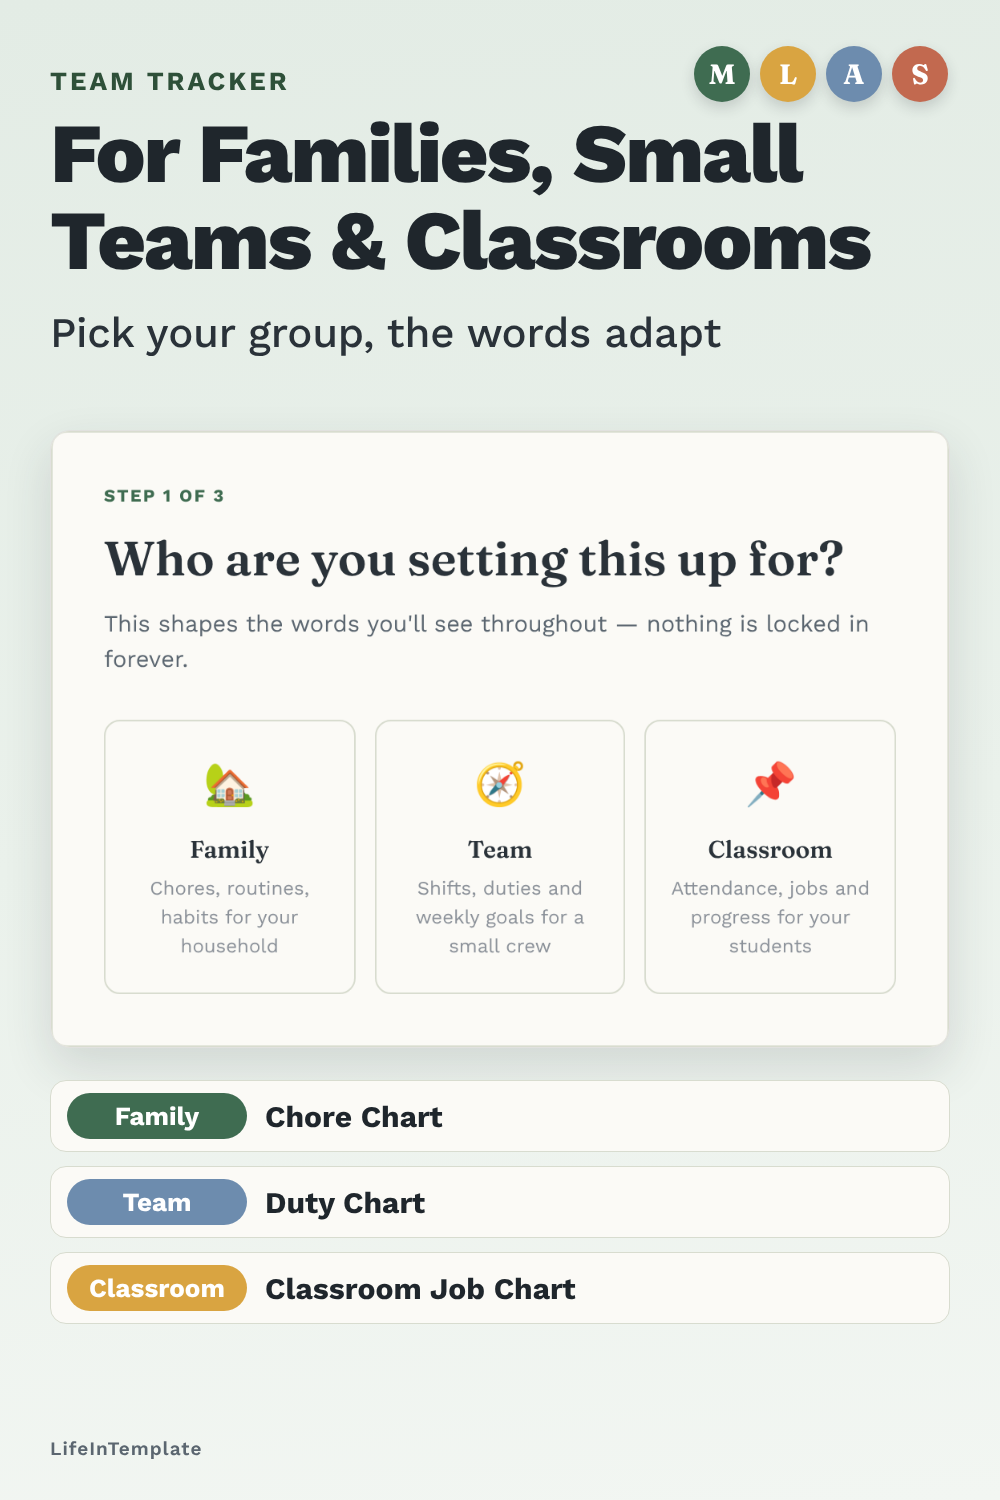 TEAM TRACKER
M L A S
For Families, Small
Teams & Classrooms
Pick your group, the words adapt
STEP 1 OF 3
Who are you setting this up for?
This shapes the words you'll see throughout — nothing is locked in
forever.
Family
Chores, routines,
habits for your
household
Team
Shifts, duties and
weekly goals for a
small crew
Classroom
Attendance, jobs and
progress for your
students
Family Chore Chart
Team Duty Chart
Classroom Classroom Job Chart
LifeInTemplate